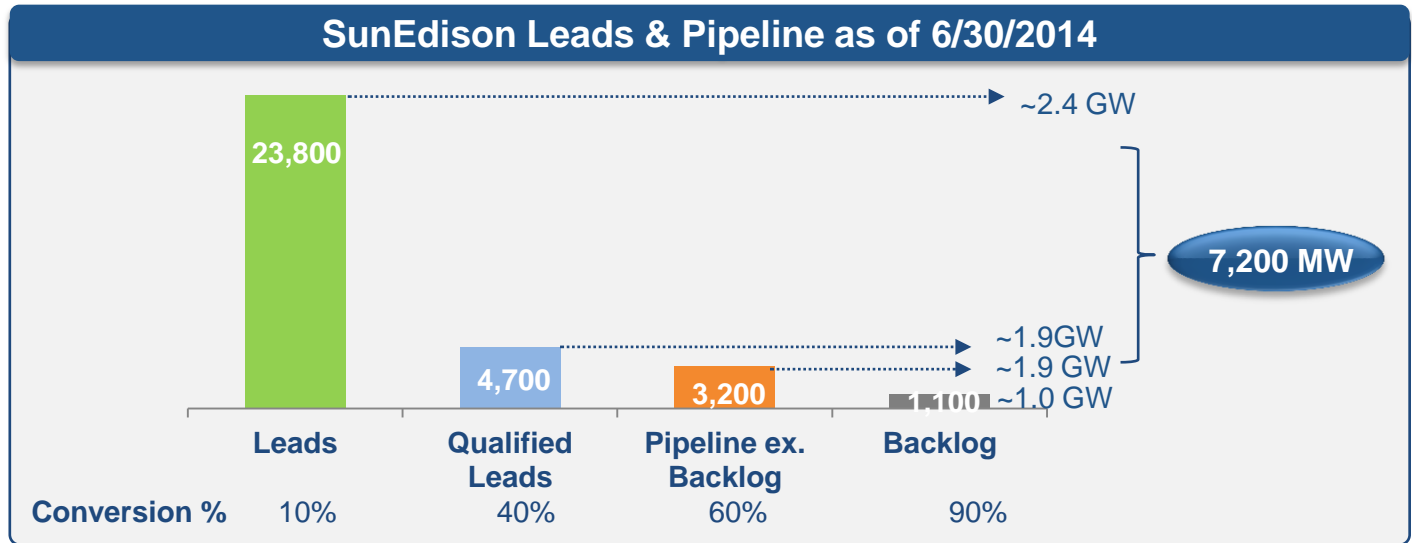 SunEdison Leads & Pipeline as of 6/30/2014
~2.4 GW
23,800
7,200 MW
~1.9GW
4,700
~1.9 GW
3,200
1,100
~1.0 GW
Leads
Qualified
Leads
Pipeline ex.
Backlog
Backlog
Conversion % 10% 40% 60% 90%